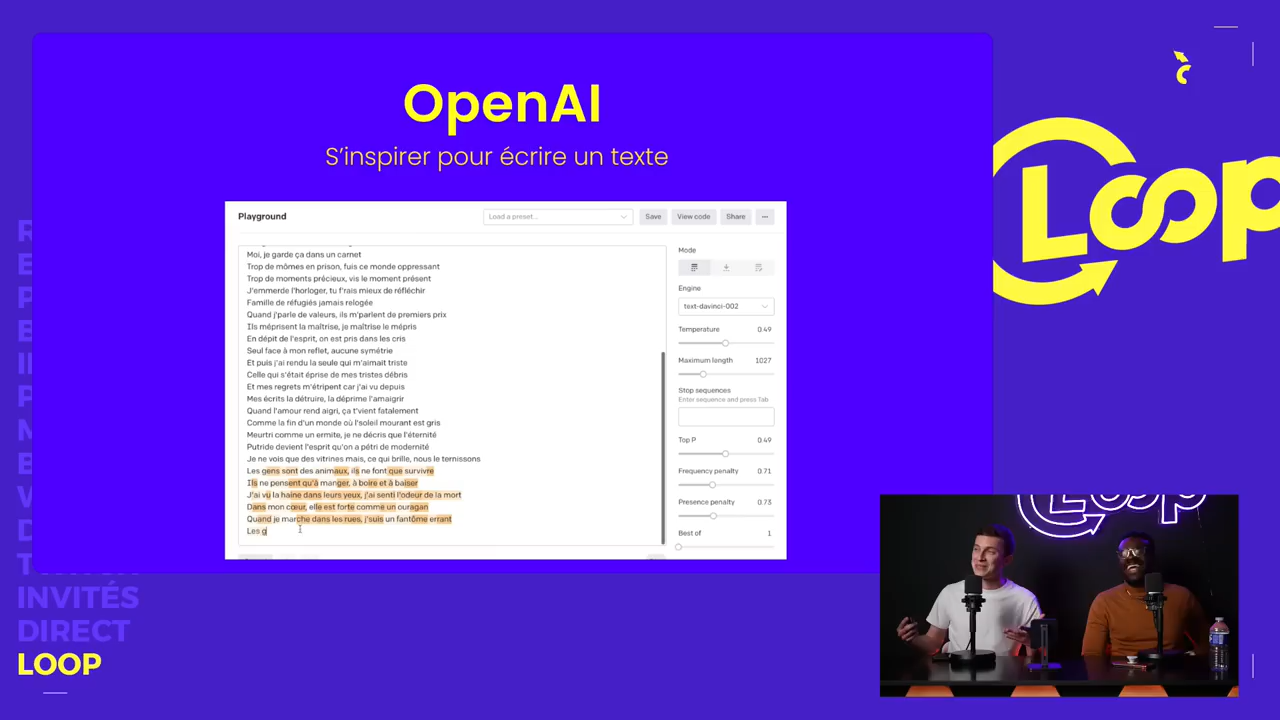 OpenAI
S'inspirer pour écrire un texte
Playground
Load a preset...
Save
View code
Share
Moi, je garde ça dans un carnet
Trop de mômes en prison, fuis ce monde oppressant
Trop de moments précieux, vis le moment présent
J'emmerde l'horloger, tu f'rais mieux de réfléchir
Famille de réfugiés jamais relogée
Quand j'parle de valeurs, ils m'parlent de premiers prix
Ils méprisent la maîtrise, je maîtrise le mépris
En dépit de l'esprit, on est pris dans les cris
Seul face à mon reflet, aucune symétrie
Et puis j'ai rendu la seule qui m'aimait triste
Celle qui s'était éprise de mes tristes débris
Et mes regrets m'étripent car j'ai vu depuis
Mes écrits la détruire, la déprime l'amaigrir
Quand l'amour rend aigri, ça t'vient fatalement
Comme la fin d'un monde où l'soleil mourant est gris
Meurtri comme un ermite, je ne décris que l'éternité
Putride devient l'esprit qu'on a pétri de modernité
Je ne vois que des vitrines mais, ce qui brille, nous le ternissons
Les gens sont des animaux, ils ne font que survivre
Ils ne pensent qu'à manger, à boire et à baiser
J'ai vu la haine dans leurs yeux, j'ai senti l'odeur de la mort
Dans mon cœur, elle est forte comme un ouragan
Quand je marche dans les rues, j'suis un fantôme errant
Les g
Mode
Engine
text-davinci-002
Temperature 0.49
Maximum length 1027
Stop sequences
Enter sequence and press Tab
Top P 0.49
Frequency penalty 0.71
Presence penalty 0.73
Best of 1
Loop
INVITÉS
DIRECT
LOOP